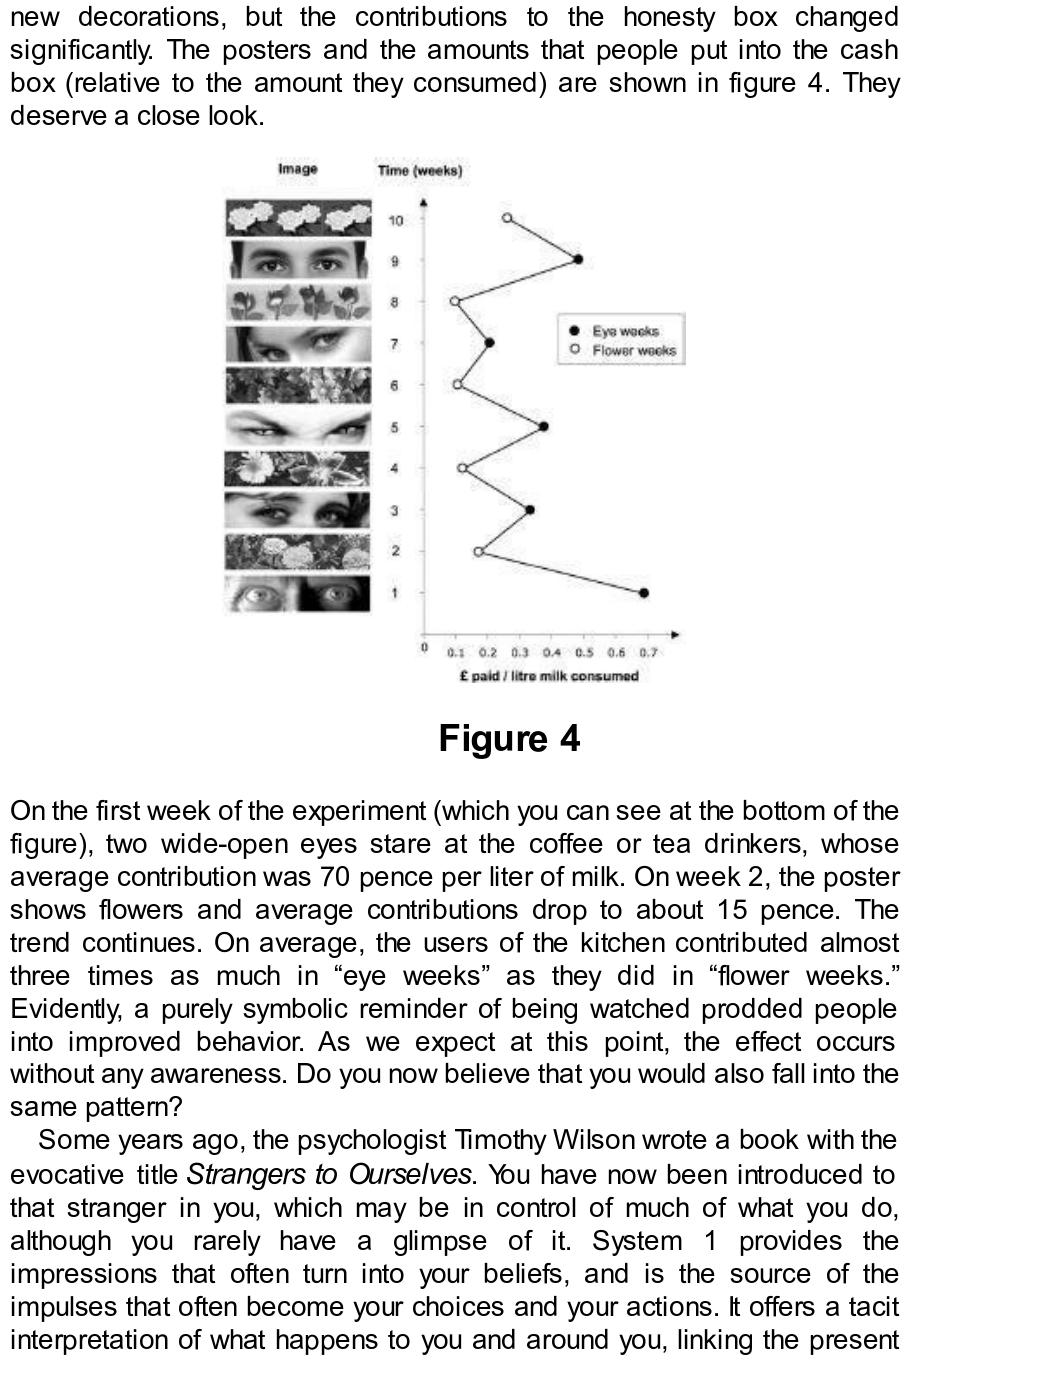 new decorations, but the contributions to the honesty box changed
significantly. The posters and the amounts that people put into the cash
box (relative to the amount they consumed) are shown in figure 4. They
deserve a close look.
Image
Time (weeks)
10
9
8
7
6
5
4
3
2
1
Eye weeks
Flower weeks
0 0.1 0.2 0.3 0.4 0.5 0.6 0.7
£ paid / litre milk consumed
Figure 4
On the first week of the experiment (which you can see at the bottom of the
figure), two wide-open eyes stare at the coffee or tea drinkers, whose
average contribution was 70 pence per liter of milk. On week 2, the poster
shows flowers and average contributions drop to about 15 pence. The
trend continues. On average, the users of the kitchen contributed almost
three times as much in “eye weeks” as they did in “flower weeks.”
Evidently, a purely symbolic reminder of being watched prodded people
into improved behavior. As we expect at this point, the effect occurs
without any awareness. Do you now believe that you would also fall into the
same pattern?
Some years ago, the psychologist Timothy Wilson wrote a book with the
evocative title Strangers to Ourselves. You have now been introduced to
that stranger in you, which may be in control of much of what you do,
although you rarely have a glimpse of it. System 1 provides the
impressions that often turn into your beliefs, and is the source of the
impulses that often become your choices and your actions. It offers a tacit
interpretation of what happens to you and around you, linking the present